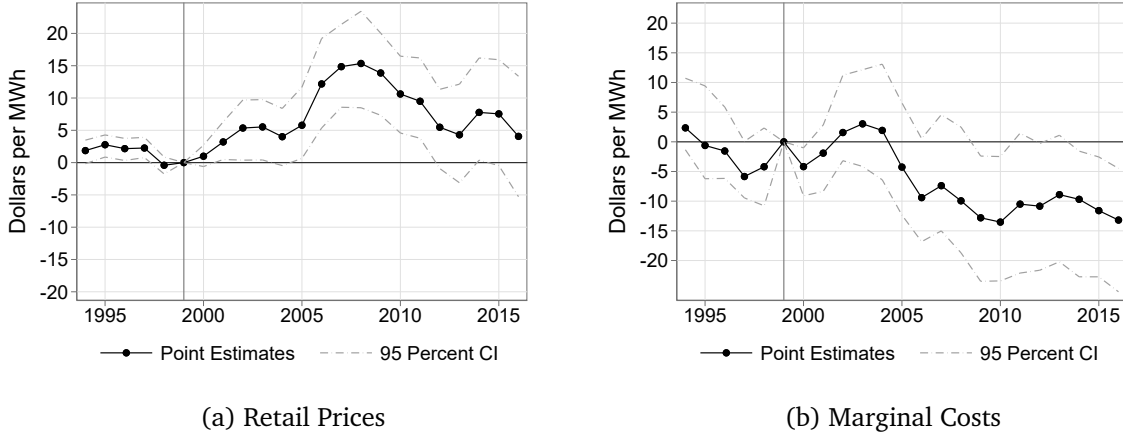 Dollars per MWh
20
15
10
5
0
-5
-10
-15
-20
1995 2000 2005 2010 2015
Point Estimates 95 Percent CI
(a) Retail Prices
Dollars per MWh
20
15
10
5
0
-5
-10
-15
-20
1995 2000 2005 2010 2015
Point Estimates 95 Percent CI
(b) Marginal Costs